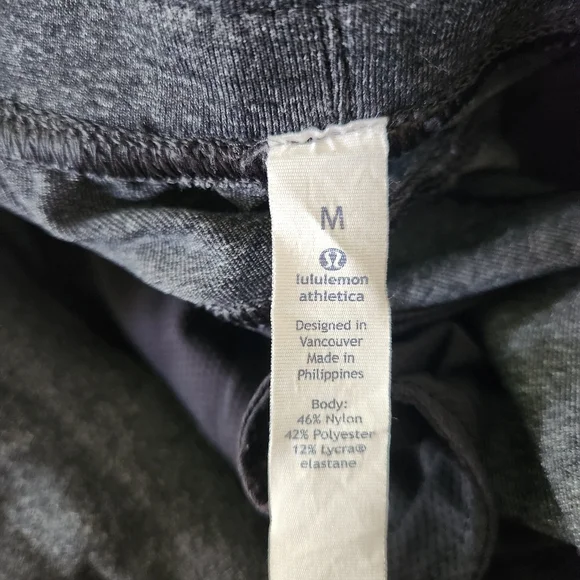 M
lululemon
athletica
Designed in
Vancouver
Made in
Philippines
Body:
46% Nylon
42% Polyester
12% Lycra®
elastane